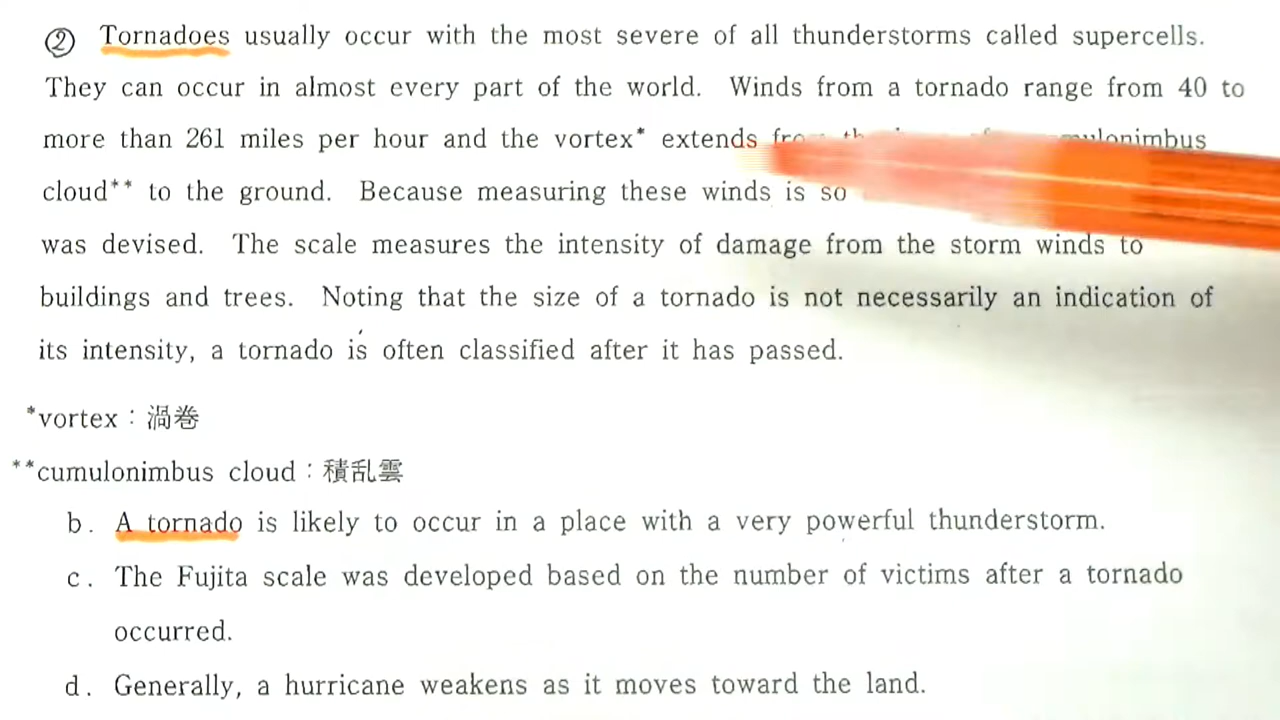 ② Tornadoes usually occur with the most severe of all thunderstorms called supercells.
They can occur in almost every part of the world. Winds from a tornado range from 40 to
more than 261 miles per hour and the vortex* extends
cloud** to the ground. Because measuring these winds is so
was devised. The scale measures the intensity of damage from the storm winds to
buildings and trees. Noting that the size of a tornado is not necessarily an indication of
its intensity, a tornado is often classified after it has passed.
*vortex：渦巻
**cumulonimbus cloud：積乱雲
b. A tornado is likely to occur in a place with a very powerful thunderstorm.
c. The Fujita scale was developed based on the number of victims after a tornado
occurred.
d. Generally, a hurricane weakens as it moves toward the land.